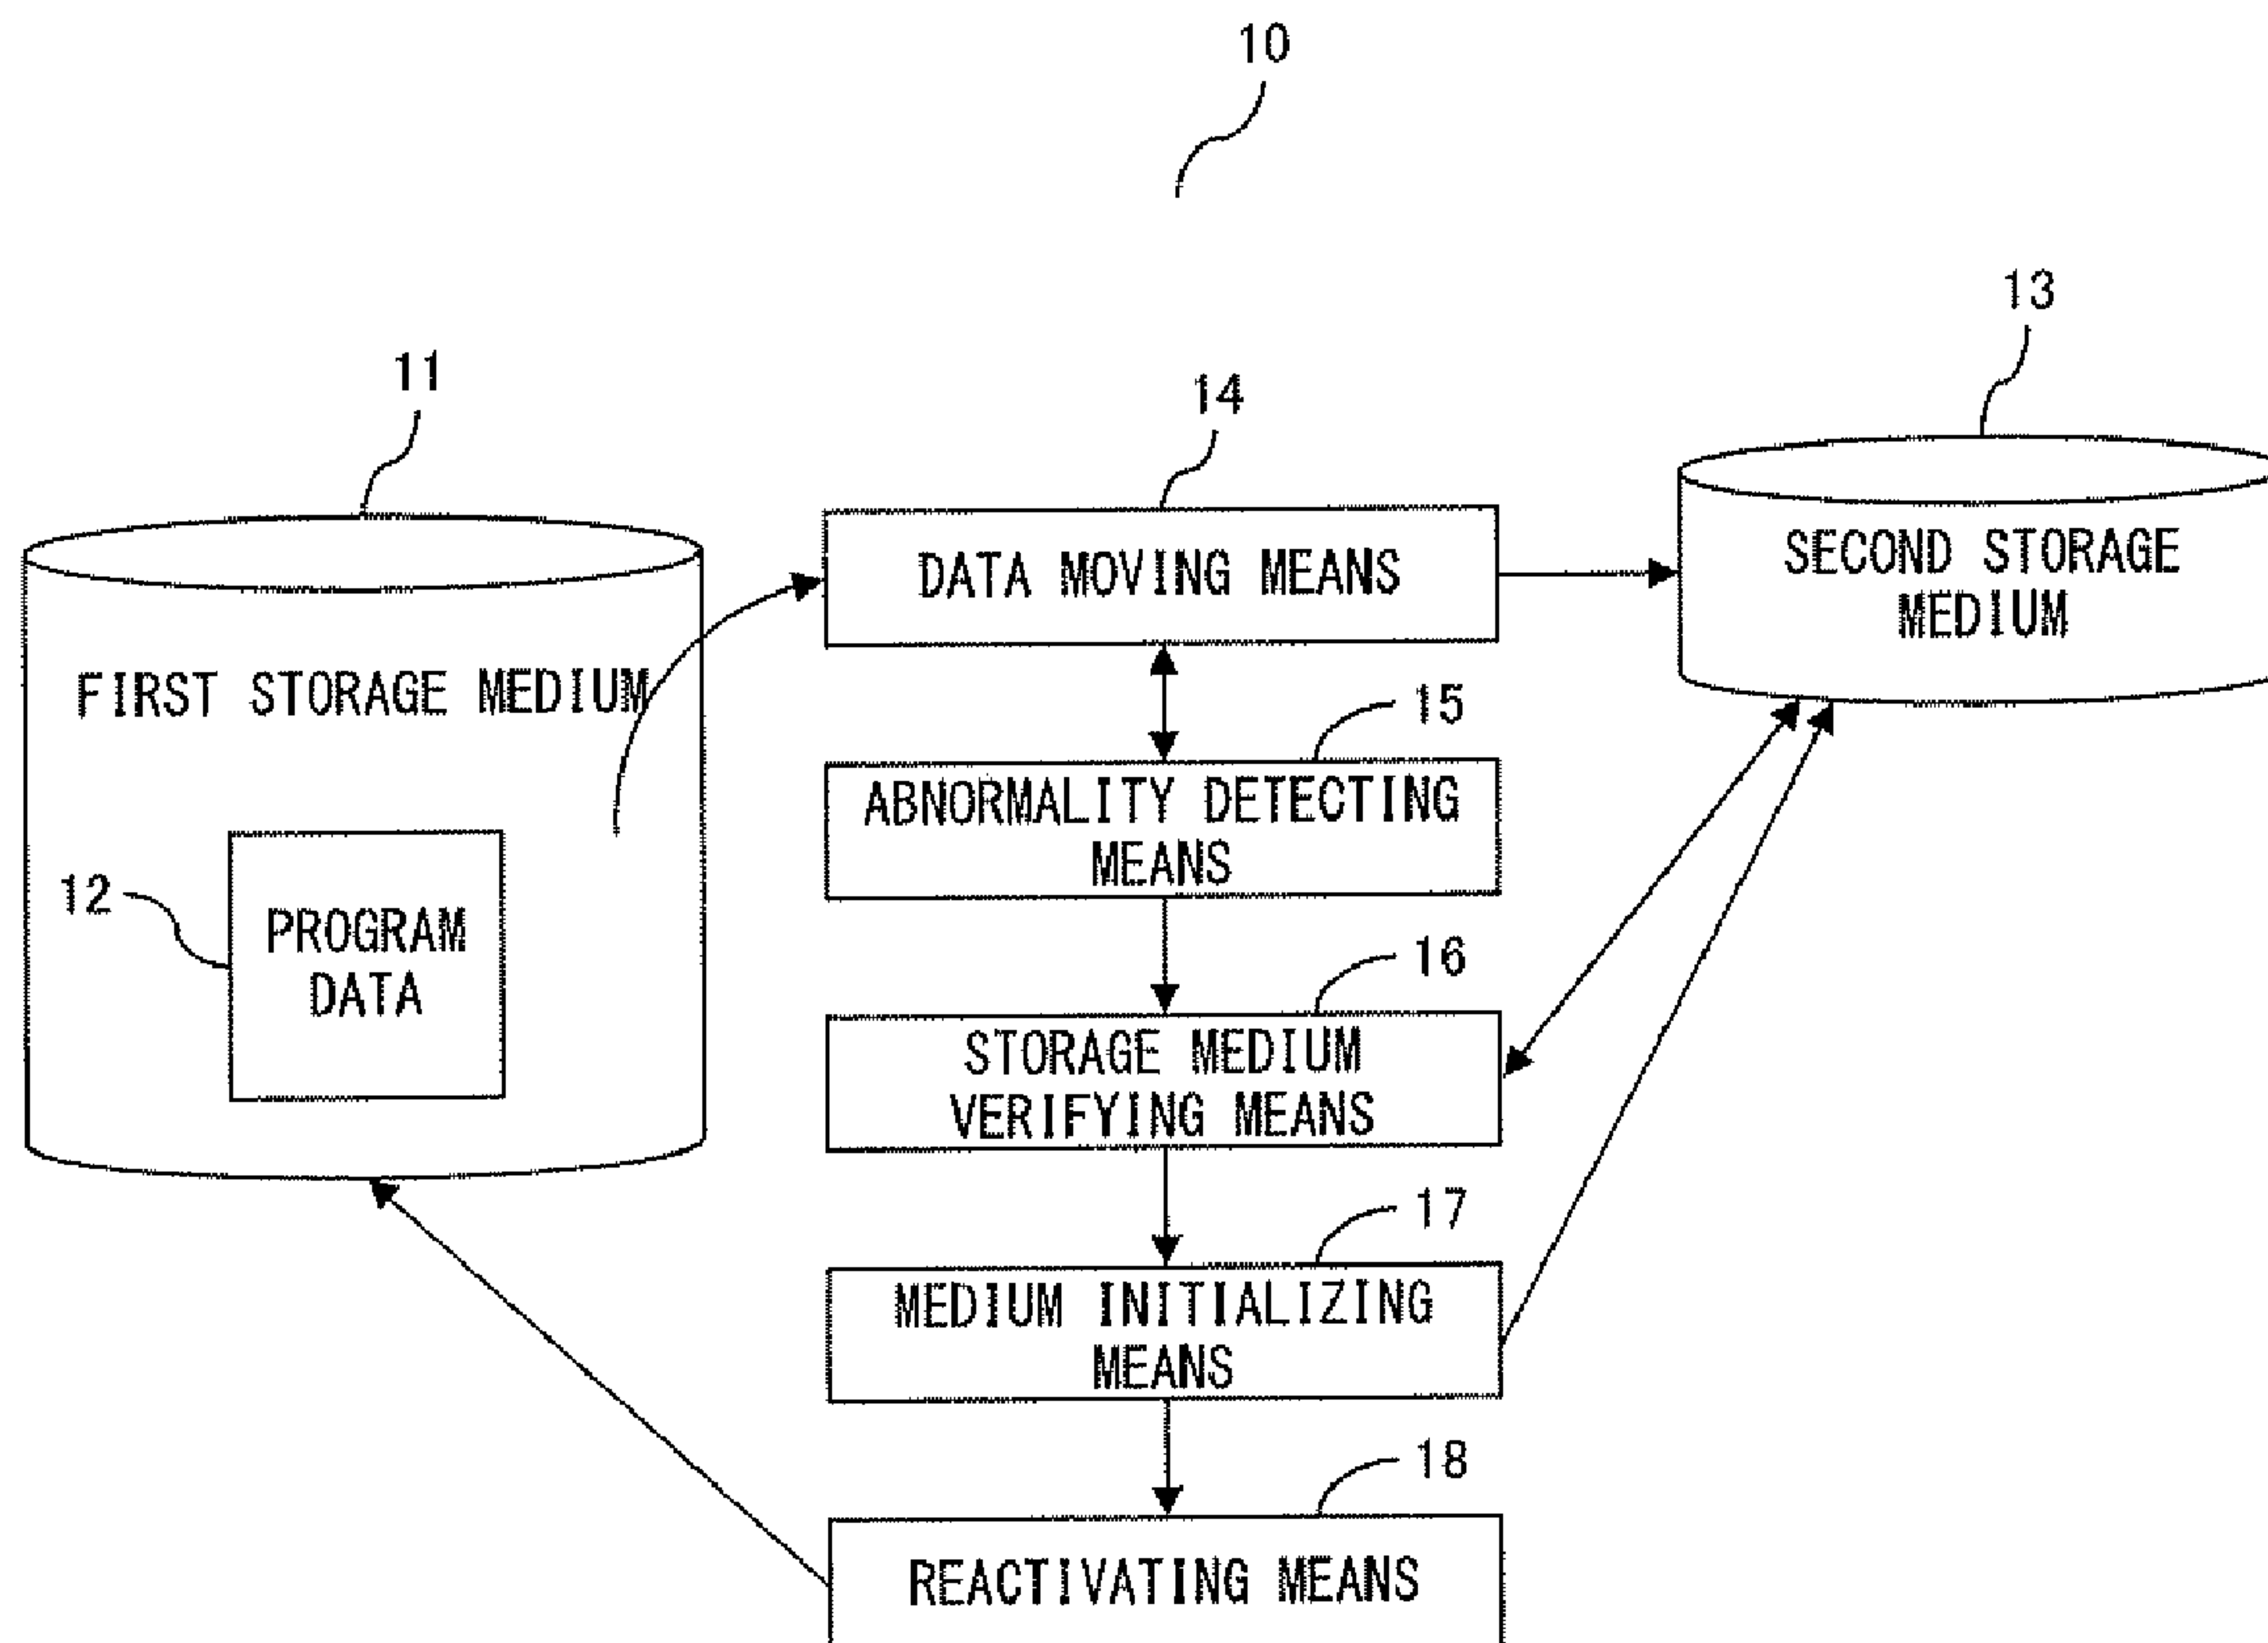 10
13
11
14
DATA MOVING MEANS
SECOND STORAGE
MEDIUM
FIRST STORAGE MEDIUM
15
ABNORMALITY DETECTING
MEANS
12
PROGRAM
DATA
16
STORAGE MEDIUM
VERIFYING MEANS
17
MEDIUM INITIALIZING
MEANS
18
REACTIVATING MEANS